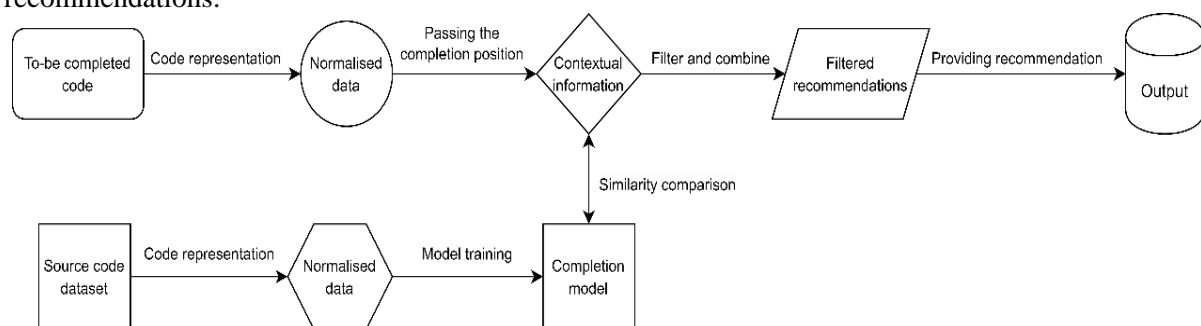 recommendations.
To-be completed
code
Code representation
Normalised
data
Passing the
completion position
Contextual
information
Filter and combine
Filtered
recommendations
Providing recommendation
Output
Similarity comparison
Source code
dataset
Code representation
Normalised
data
Model training
Completion
model